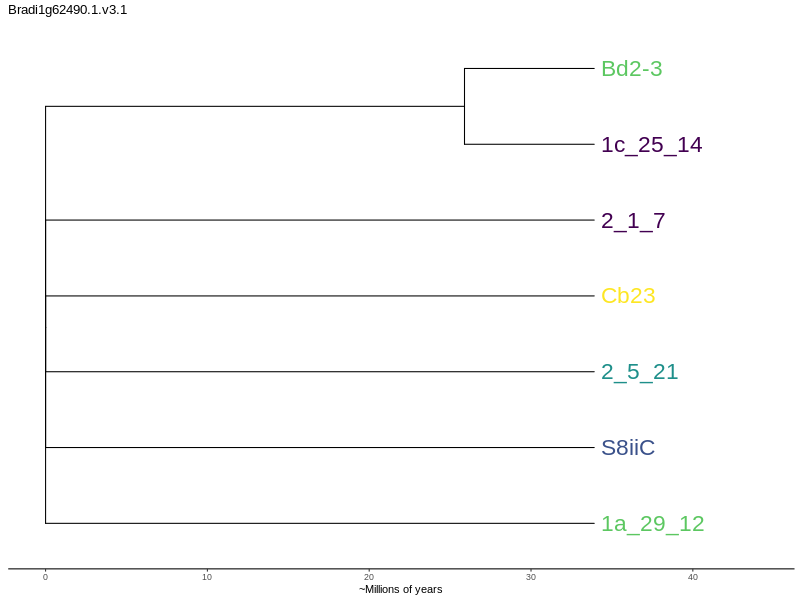 Bradi1g62490.1.v3.1
Bd2-3
1c_25_14
2_1_7
Cb23
2_5_21
S8iiC
1a_29_12
0 10 20 30 40
~Millions of years